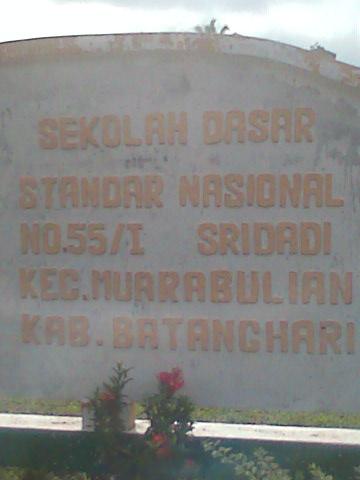 SEKOLAH DASAR
STANDAR NASIONAL
NO.55/I SRIDADI
KEC.MUARABULIAN
KAB.BATANGHARI